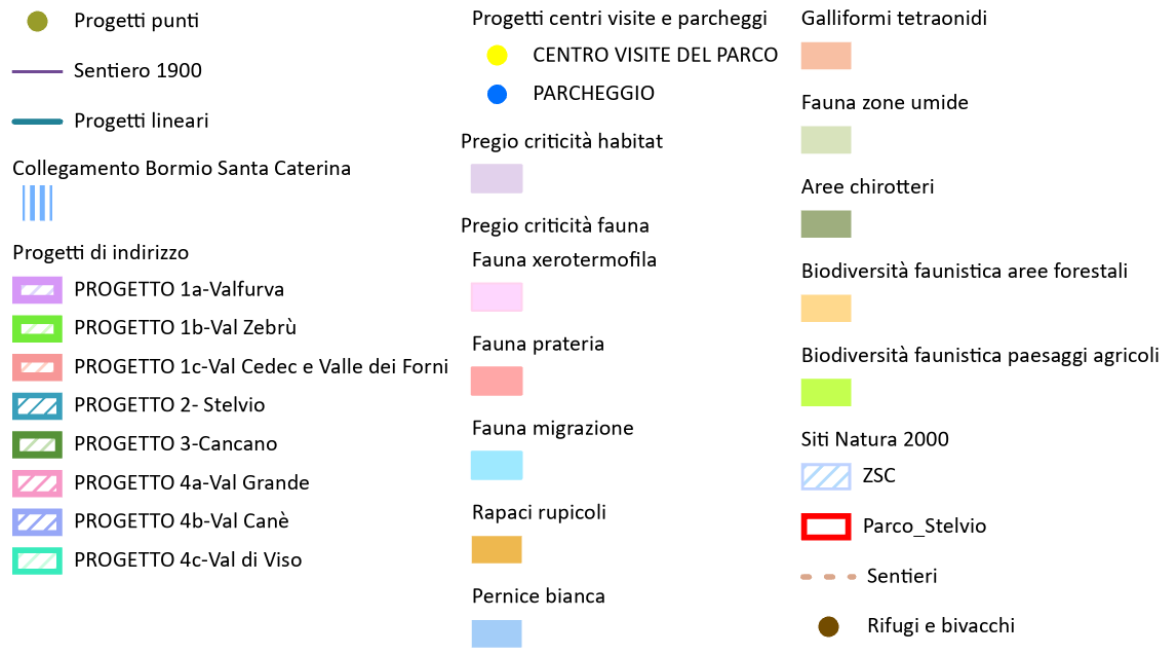 Progetti punti
Sentiero 1900
Progetti lineari
Collegamento Bormio Santa Caterina
Progetti di indirizzo
PROGETTO 1a-Valfurva
PROGETTO 1b-Val Zebrù
PROGETTO 1c-Val Cedec e Valle dei Forni
PROGETTO 2- Stelvio
PROGETTO 3-Cancano
PROGETTO 4a-Val Grande
PROGETTO 4b-Val Canè
PROGETTO 4c-Val di Viso
Progetti centri visite e parcheggi
CENTRO VISITE DEL PARCO
PARCHEGGIO
Pregio criticità habitat
Pregio criticità fauna
Fauna xerotermofila
Fauna prateria
Fauna migrazione
Rapaci rupicoli
Pernice bianca
Galliformi tetraonidi
Fauna zone umide
Aree chirotteri
Biodiversità faunistica aree forestali
Biodiversità faunistica paesaggi agricoli
Siti Natura 2000
ZSC
Parco_Stelvio
Sentieri
Rifugi e bivacchi